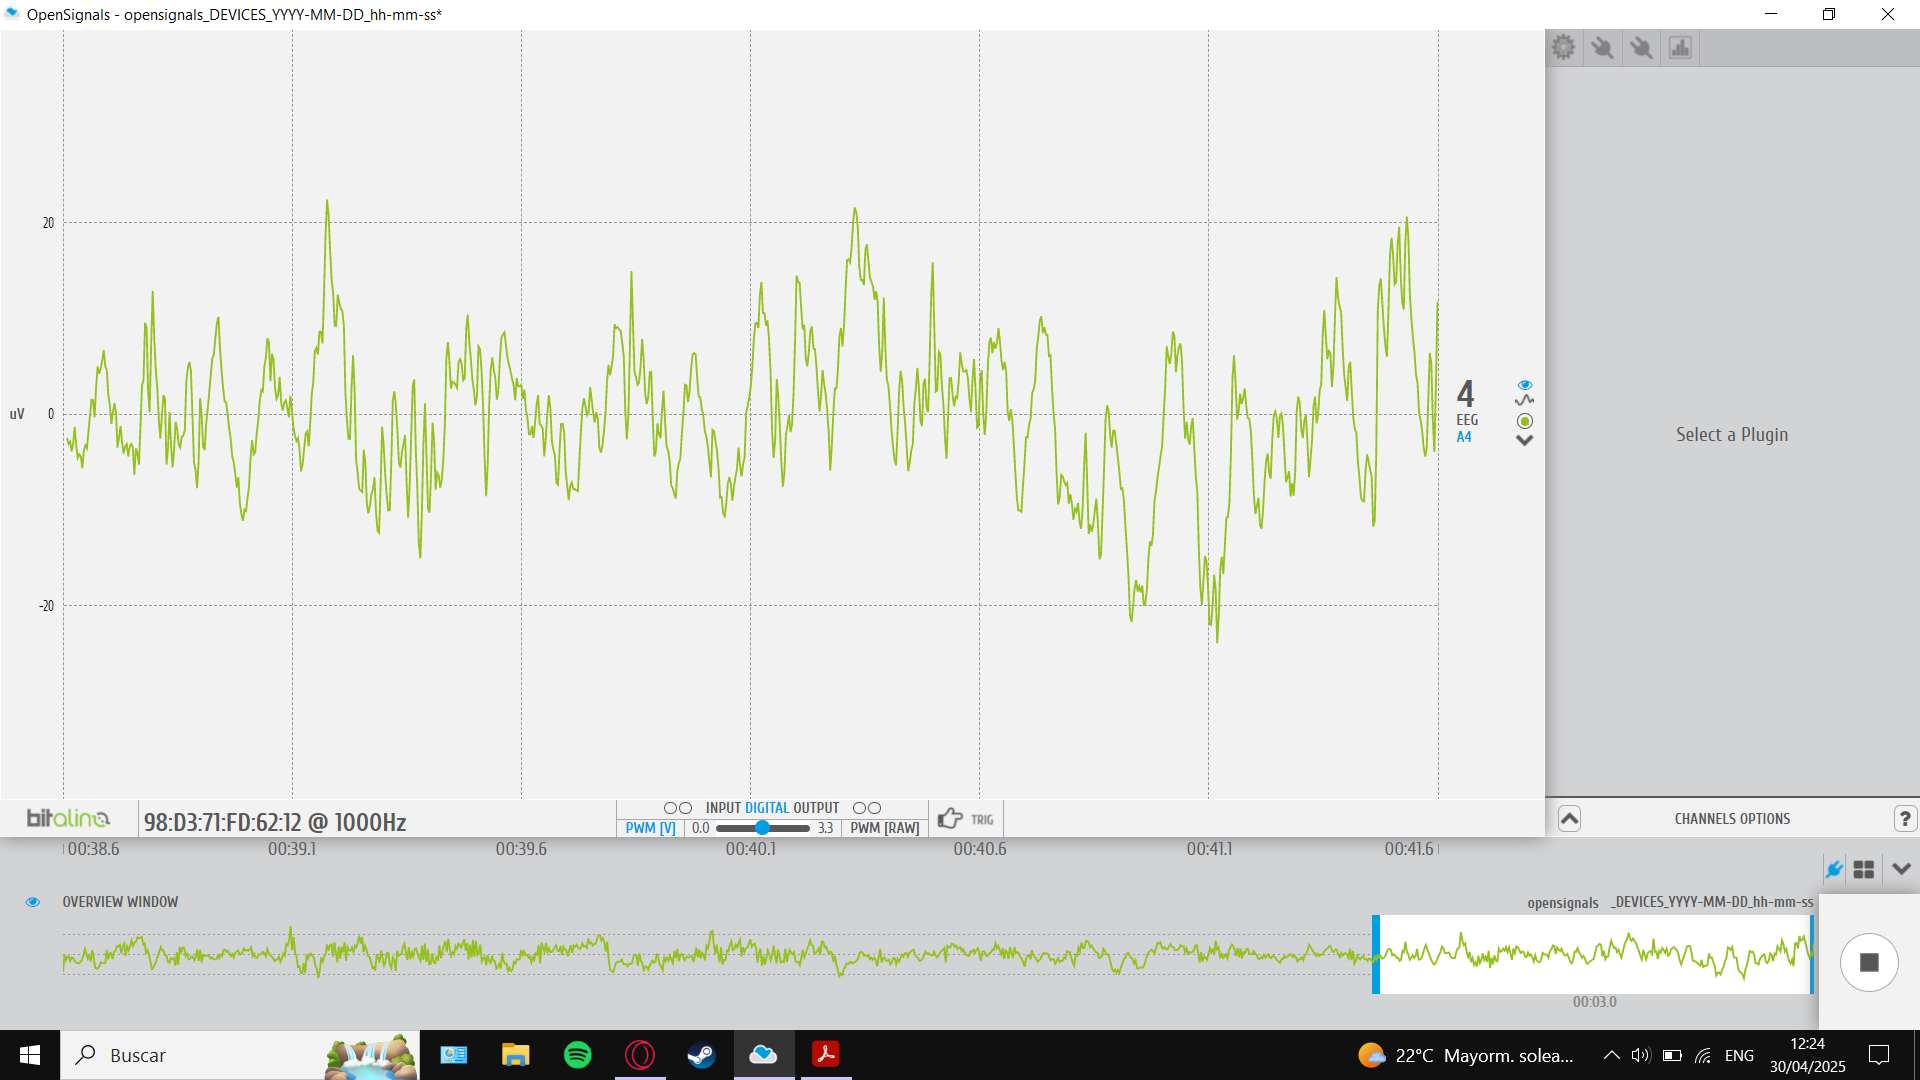 OpenSignals - opensignals_DEVICES_YYYY-MM-DD_hh-mm-ss*
20
uV
0
-20
4
EEG
A4
Select a Plugin
bitalino
98:D3:71:FD:62:12 @ 1000Hz
INPUT DIGITAL OUTPUT
PWM [V] 0.0 3.3 PWM [RAW]
TRIG
CHANNELS OPTIONS
?
00:38.6 00:39.1 00:39.6 00:40.1 00:40.6 00:41.1 00:41.6
OVERVIEW WINDOW
opensignals _DEVICES_YYYY-MM-DD_hh-mm-ss
00:03.0
Buscar
22°C Mayorm. solea...
ENG
12:24
30/04/2025